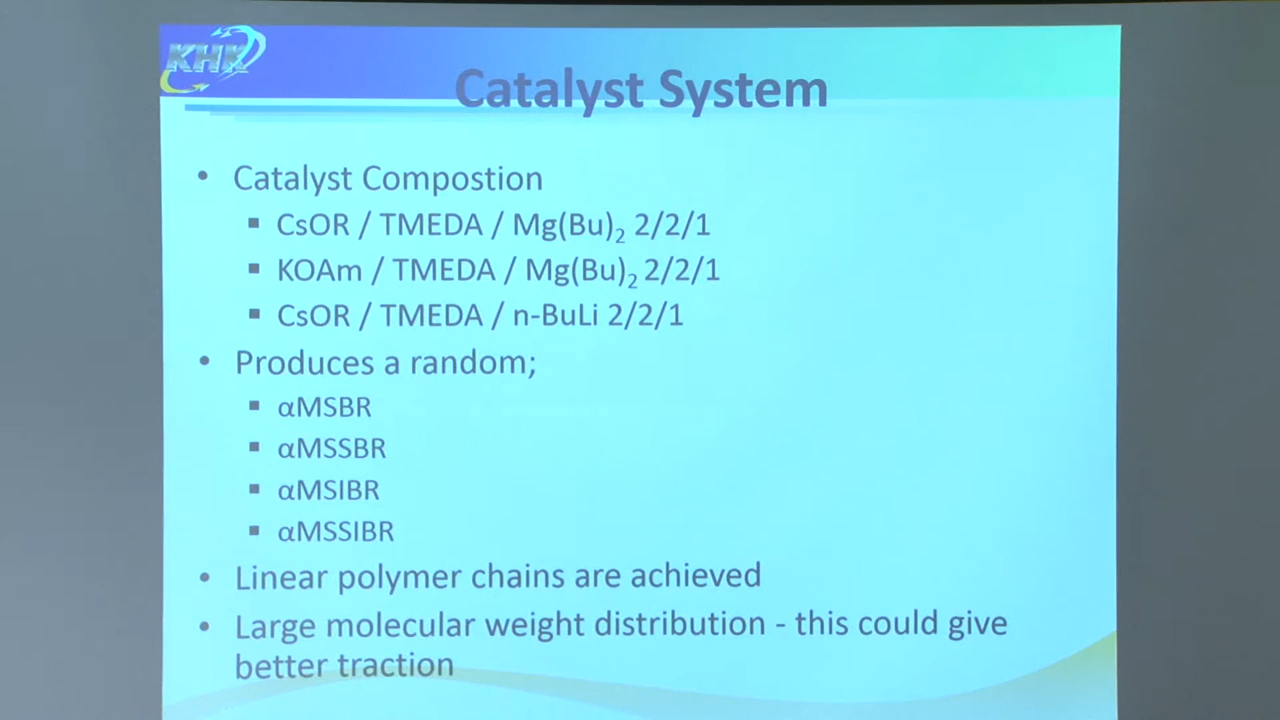 KHK
Catalyst System
• Catalyst Compostion
▪ CsOR / TMEDA / Mg(Bu)₂ 2/2/1
▪ KOAm / TMEDA / Mg(Bu)₂ 2/2/1
▪ CsOR / TMEDA / n-BuLi 2/2/1
• Produces a random;
▪ αMSBR
▪ αMSSBR
▪ αMSIBR
▪ αMSSIBR
• Linear polymer chains are achieved
• Large molecular weight distribution - this could give
better traction